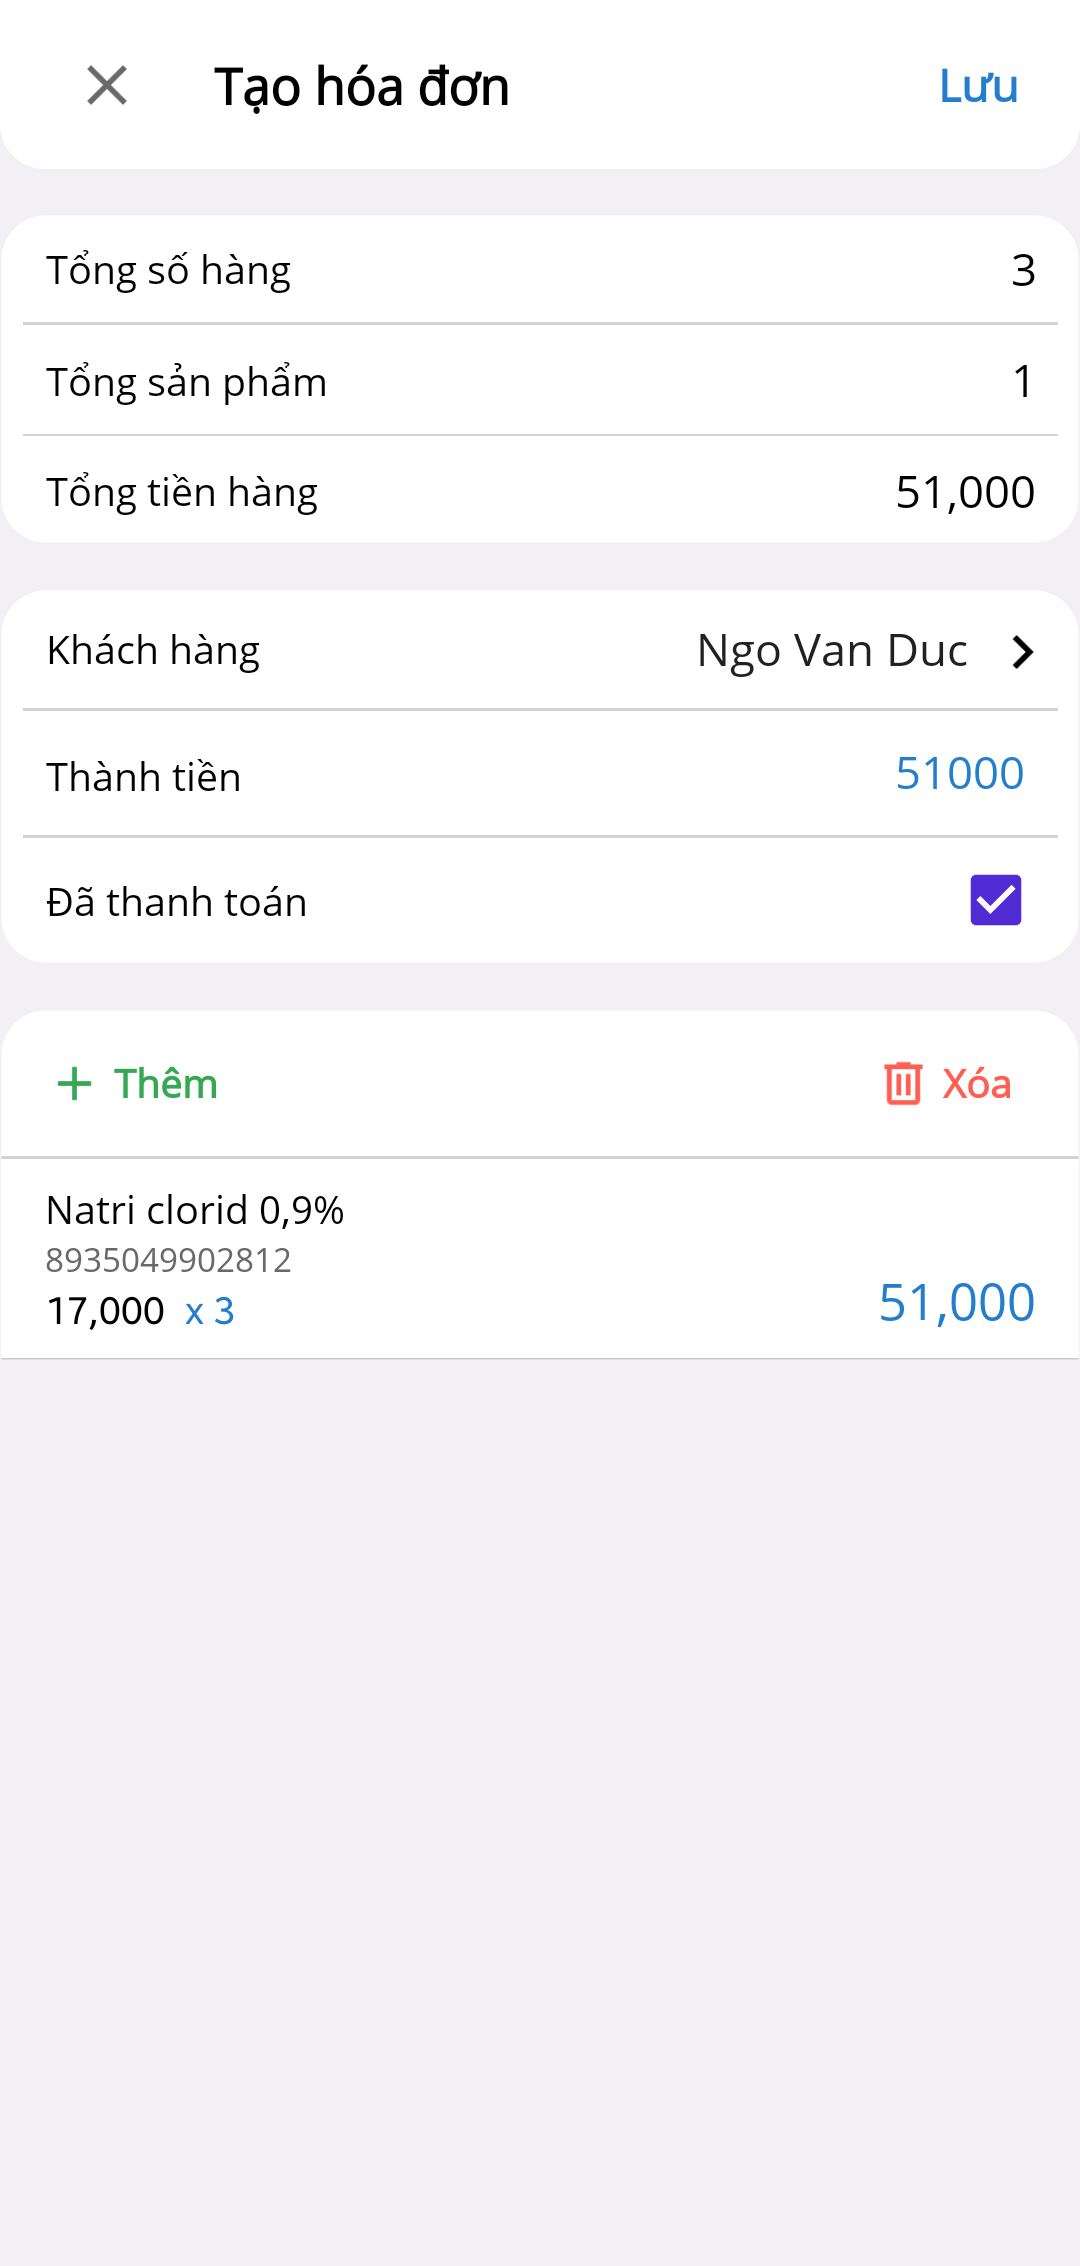 Tạo hóa đơn Lưu
Tổng số hàng 3
Tổng sản phẩm 1
Tổng tiền hàng 51,000
Khách hàng Ngo Van Duc
Thành tiền 51000
Đã thanh toán
Thêm Xóa
Natri clorid 0,9%
8935049902812
17,000 x 3 51,000